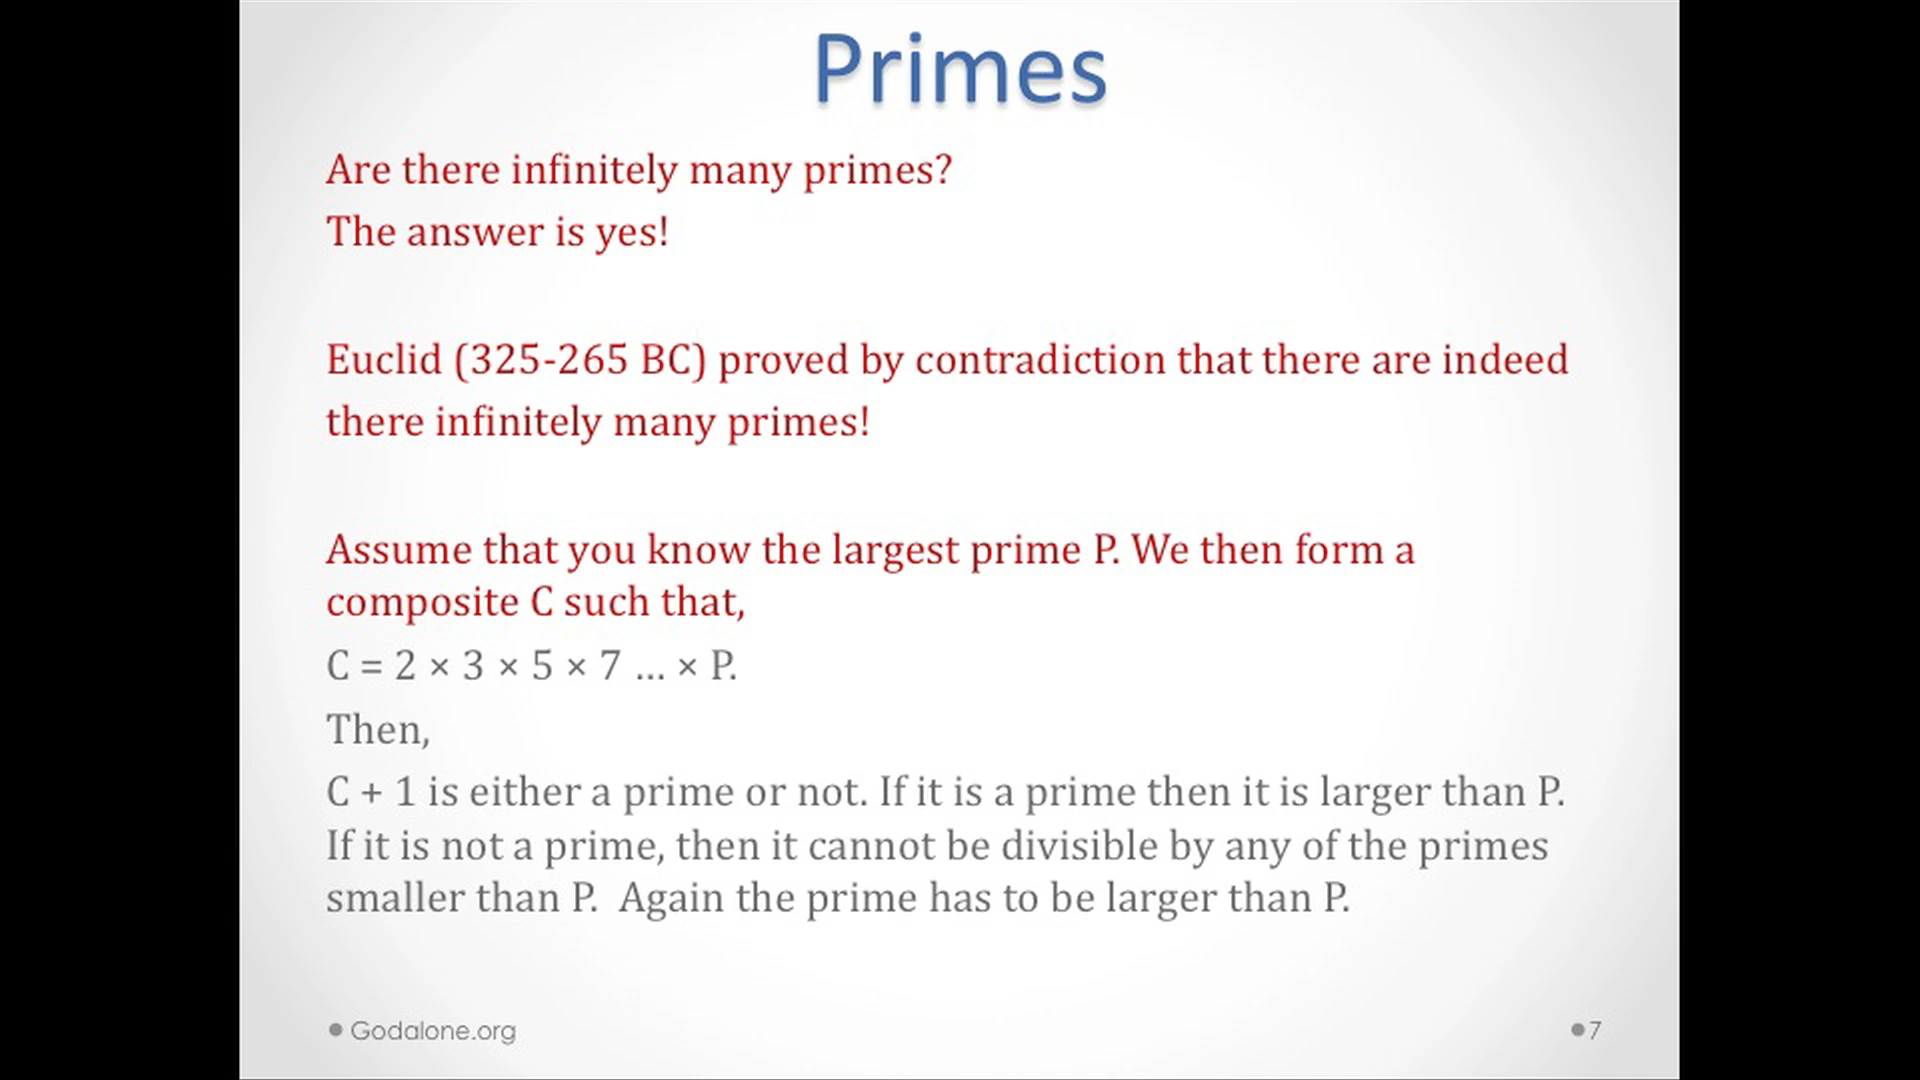 Primes
Are there infinitely many primes?
The answer is yes!
Euclid (325-265 BC) proved by contradiction that there are indeed
there infinitely many primes!
Assume that you know the largest prime P. We then form a
composite C such that,
C = 2 × 3 × 5 × 7 ... × P.
Then,
C + 1 is either a prime or not. If it is a prime then it is larger than P.
If it is not a prime, then it cannot be divisible by any of the primes
smaller than P.  Again the prime has to be larger than P.
● Godalone.org
●7